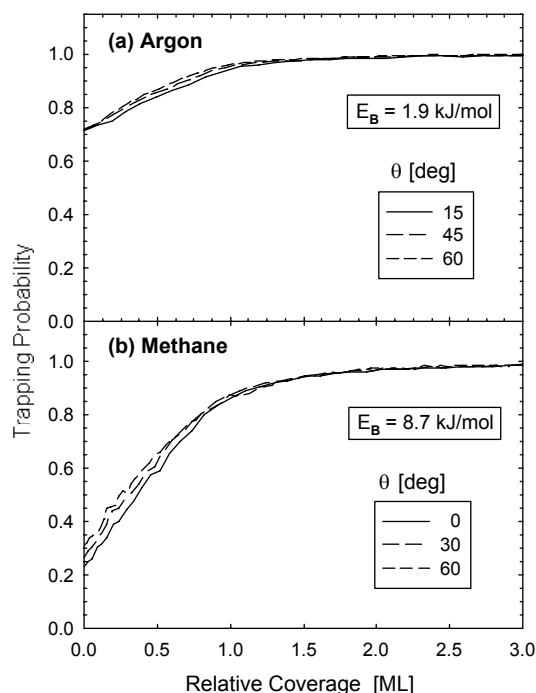 (a) Argon
E_B = 1.9 kJ/mol
θ [deg]
15
45
60
1.0
0.8
0.6
0.4
0.2
0.0
Trapping Probability
(b) Methane
E_B = 8.7 kJ/mol
θ [deg]
0
30
60
1.0
0.8
0.6
0.4
0.2
0.0
0.0 0.5 1.0 1.5 2.0 2.5 3.0
Relative Coverage [ML]